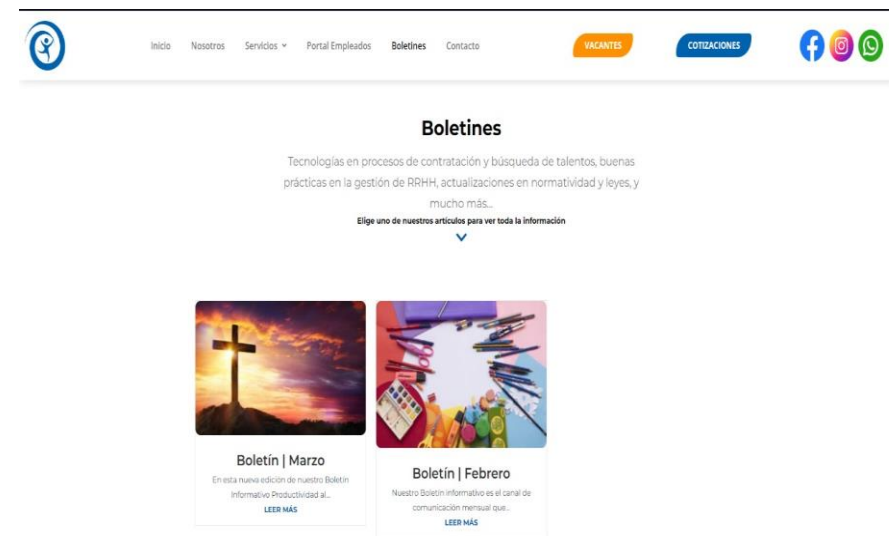 Inicio Nosotros Servicios Portal Empleados Boletines Contacto VACANTES COTIZACIONES
Boletines
Tecnologías en procesos de contratación y búsqueda de talentos, buenas
prácticas en la gestión de RRHH, actualizaciones en normatividad y leyes, y
mucho más...
Elige uno de nuestros artículos para ver toda la información
Boletín | Marzo
En esta nueva edición de nuestro Boletín
Informativo Productividad al...
LEER MÁS
Boletín | Febrero
Nuestro Boletín informativo es el canal de
comunicación mensual que...
LEER MÁS